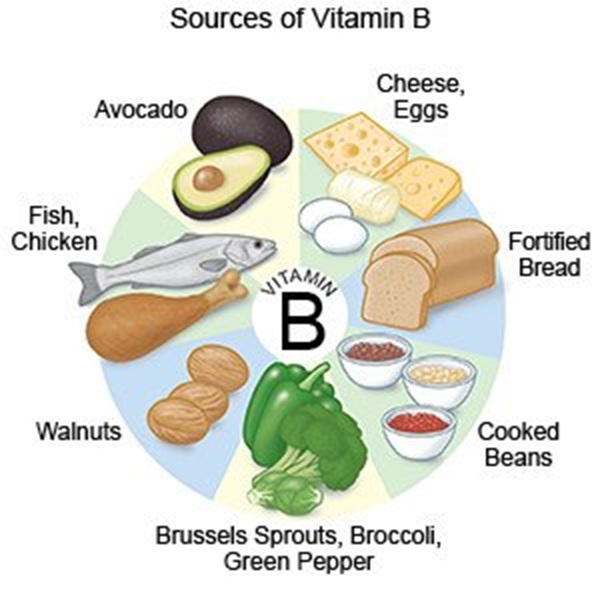 Sources of Vitamin B
Avocado
Cheese,
Eggs
Fish,
Chicken
Fortified
Bread
VITAMIN
B
Walnuts
Cooked
Beans
Brussels Sprouts, Broccoli,
Green Pepper